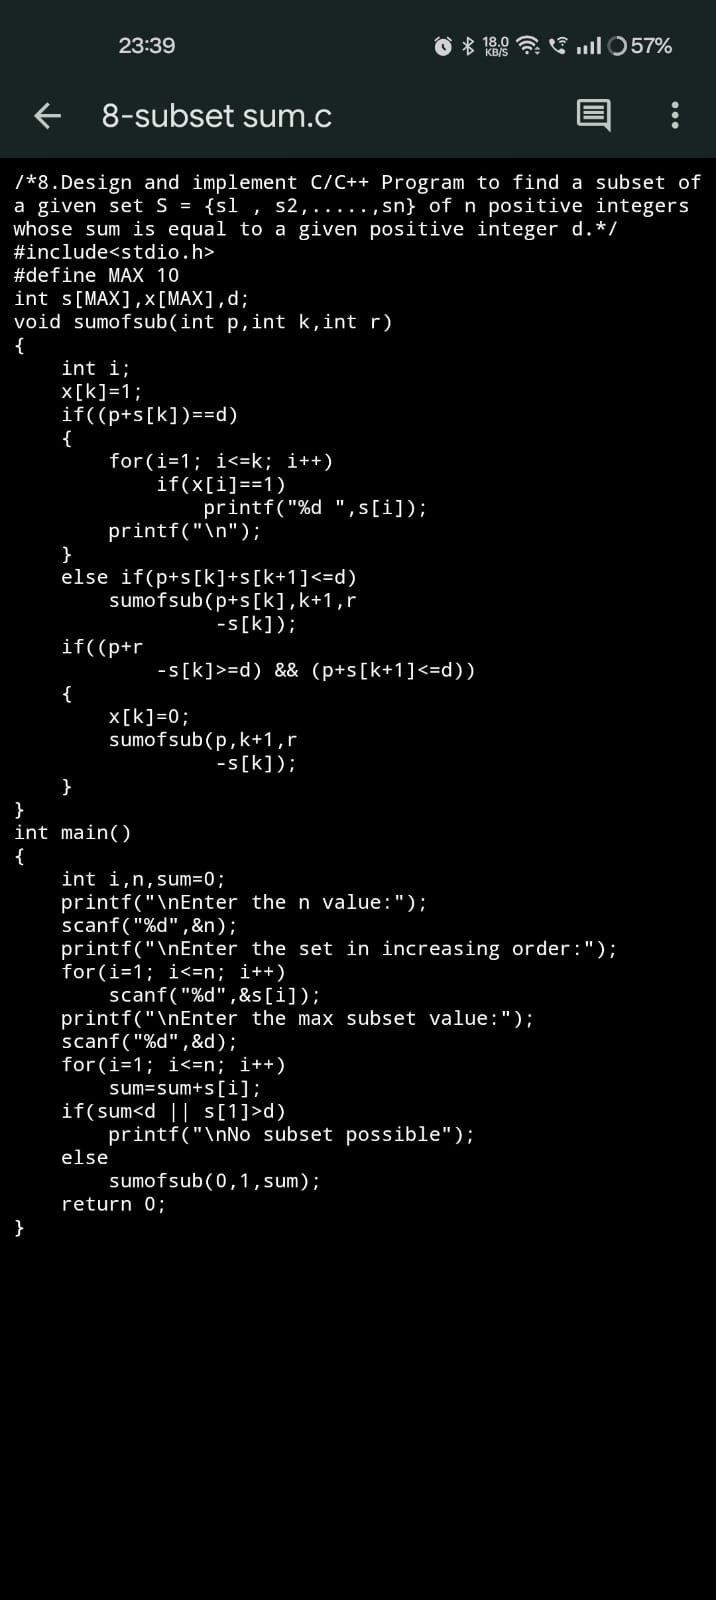 23:39
18.0
KB/S
57%
8-subset sum.c
/*8.Design and implement C/C++ Program to find a subset of
a given set S = {sl , s2,.....,sn} of n positive integers
whose sum is equal to a given positive integer d.*/
#include<stdio.h>
#define MAX 10
int s[MAX],x[MAX],d;
void sumofsub(int p,int k,int r)
{
    int i;
    x[k]=1;
    if((p+s[k])==d)
    {
        for(i=1; i<=k; i++)
            if(x[i]==1)
                printf("%d ",s[i]);
        printf("\n");
    }
    else if(p+s[k]+s[k+1]<=d)
        sumofsub(p+s[k],k+1,r
                 -s[k]);
    if((p+r
            -s[k]>=d) && (p+s[k+1]<=d))
    {
        x[k]=0;
        sumofsub(p,k+1,r
                 -s[k]);
    }
}
int main()
{
    int i,n,sum=0;
    printf("\nEnter the n value:");
    scanf("%d",&n);
    printf("\nEnter the set in increasing order:");
    for(i=1; i<=n; i++)
        scanf("%d",&s[i]);
    printf("\nEnter the max subset value:");
    scanf("%d",&d);
    for(i=1; i<=n; i++)
        sum=sum+s[i];
    if(sum<d || s[1]>d)
        printf("\nNo subset possible");
    else
        sumofsub(0,1,sum);
    return 0;
}